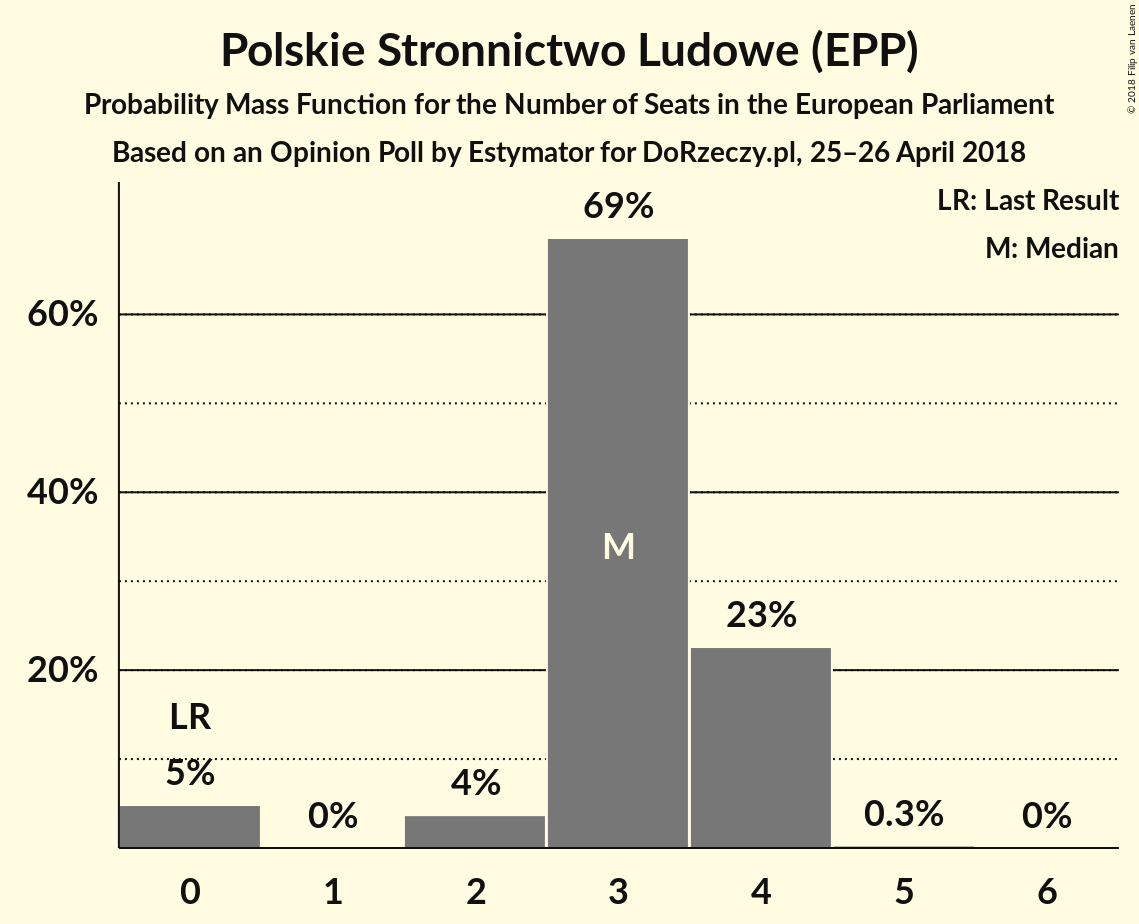 Polskie Stronnictwo Ludowe (EPP)
Probability Mass Function for the Number of Seats in the European Parliament
Based on an Opinion Poll by Estymator for DoRzeczy.pl, 25–26 April 2018
© 2018 Filip van Laenen
LR: Last Result
M: Median
69%
60%
40%
M
23%
20%
LR
5%
0%
4%
0.3%
0%
0 1 2 3 4 5 6